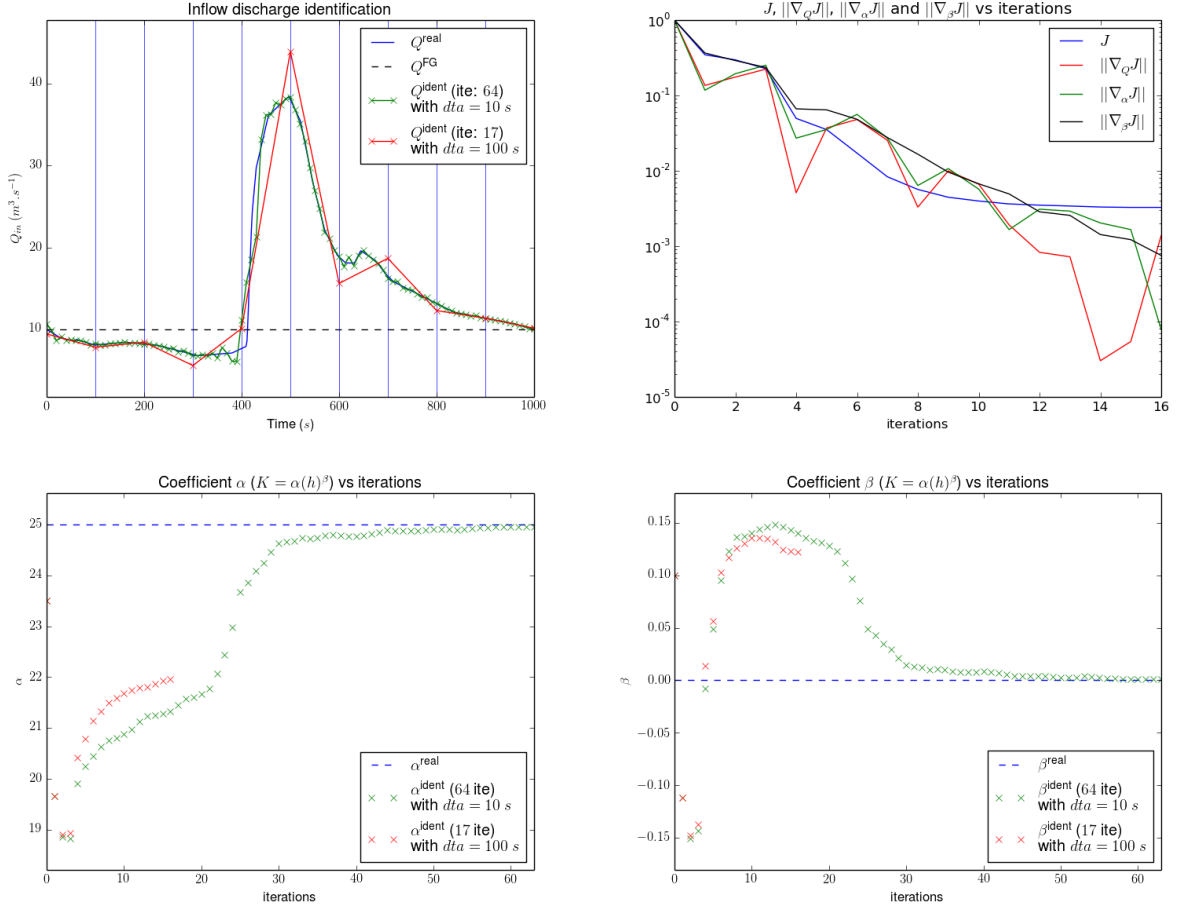 Inflow discharge identification
40
30
20
10
0
200
400
600
800
1000
Q_in (m³.s⁻¹)
Time (s)
Q^real
Q^FG
Q^ident (ite: 64)
with dta = 10 s
Q^ident (ite: 17)
with dta = 100 s
J, ||∇_Q J||, ||∇_α J|| and ||∇_β J|| vs iterations
10⁰
10⁻¹
10⁻²
10⁻³
10⁻⁴
10⁻⁵
0
2
4
6
8
10
12
14
16
iterations
J
||∇_Q J||
||∇_α J||
||∇_β J||
Coefficient α (K = α(h)^β) vs iterations
25
24
23
22
21
20
19
0
10
20
30
40
50
60
α
iterations
α^real
α^ident (64 ite)
with dta = 10 s
α^ident (17 ite)
with dta = 100 s
Coefficient β (K = α(h)^β) vs iterations
0.15
0.10
0.05
0.00
−0.05
−0.10
−0.15
0
10
20
30
40
50
60
β
iterations
β^real
β^ident (64 ite)
with dta = 10 s
β^ident (17 ite)
with dta = 100 s